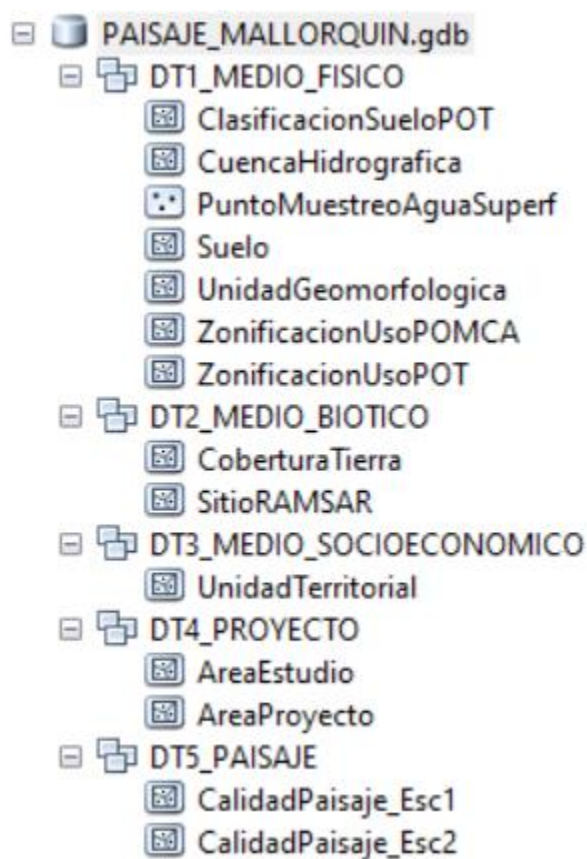 PAISAJE_MALLORQUIN.gdb
DT1_MEDIO_FISICO
ClasificacionSueloPOT
CuencaHidrografica
PuntoMuestreoAguaSuperf
Suelo
UnidadGeomorfologica
ZonificacionUsoPOMCA
ZonificacionUsoPOT
DT2_MEDIO_BIOTICO
CoberturaTierra
SitioRAMSAR
DT3_MEDIO_SOCIOECONOMICO
UnidadTerritorial
DT4_PROYECTO
AreaEstudio
AreaProyecto
DT5_PAISAJE
CalidadPaisaje_Esc1
CalidadPaisaje_Esc2